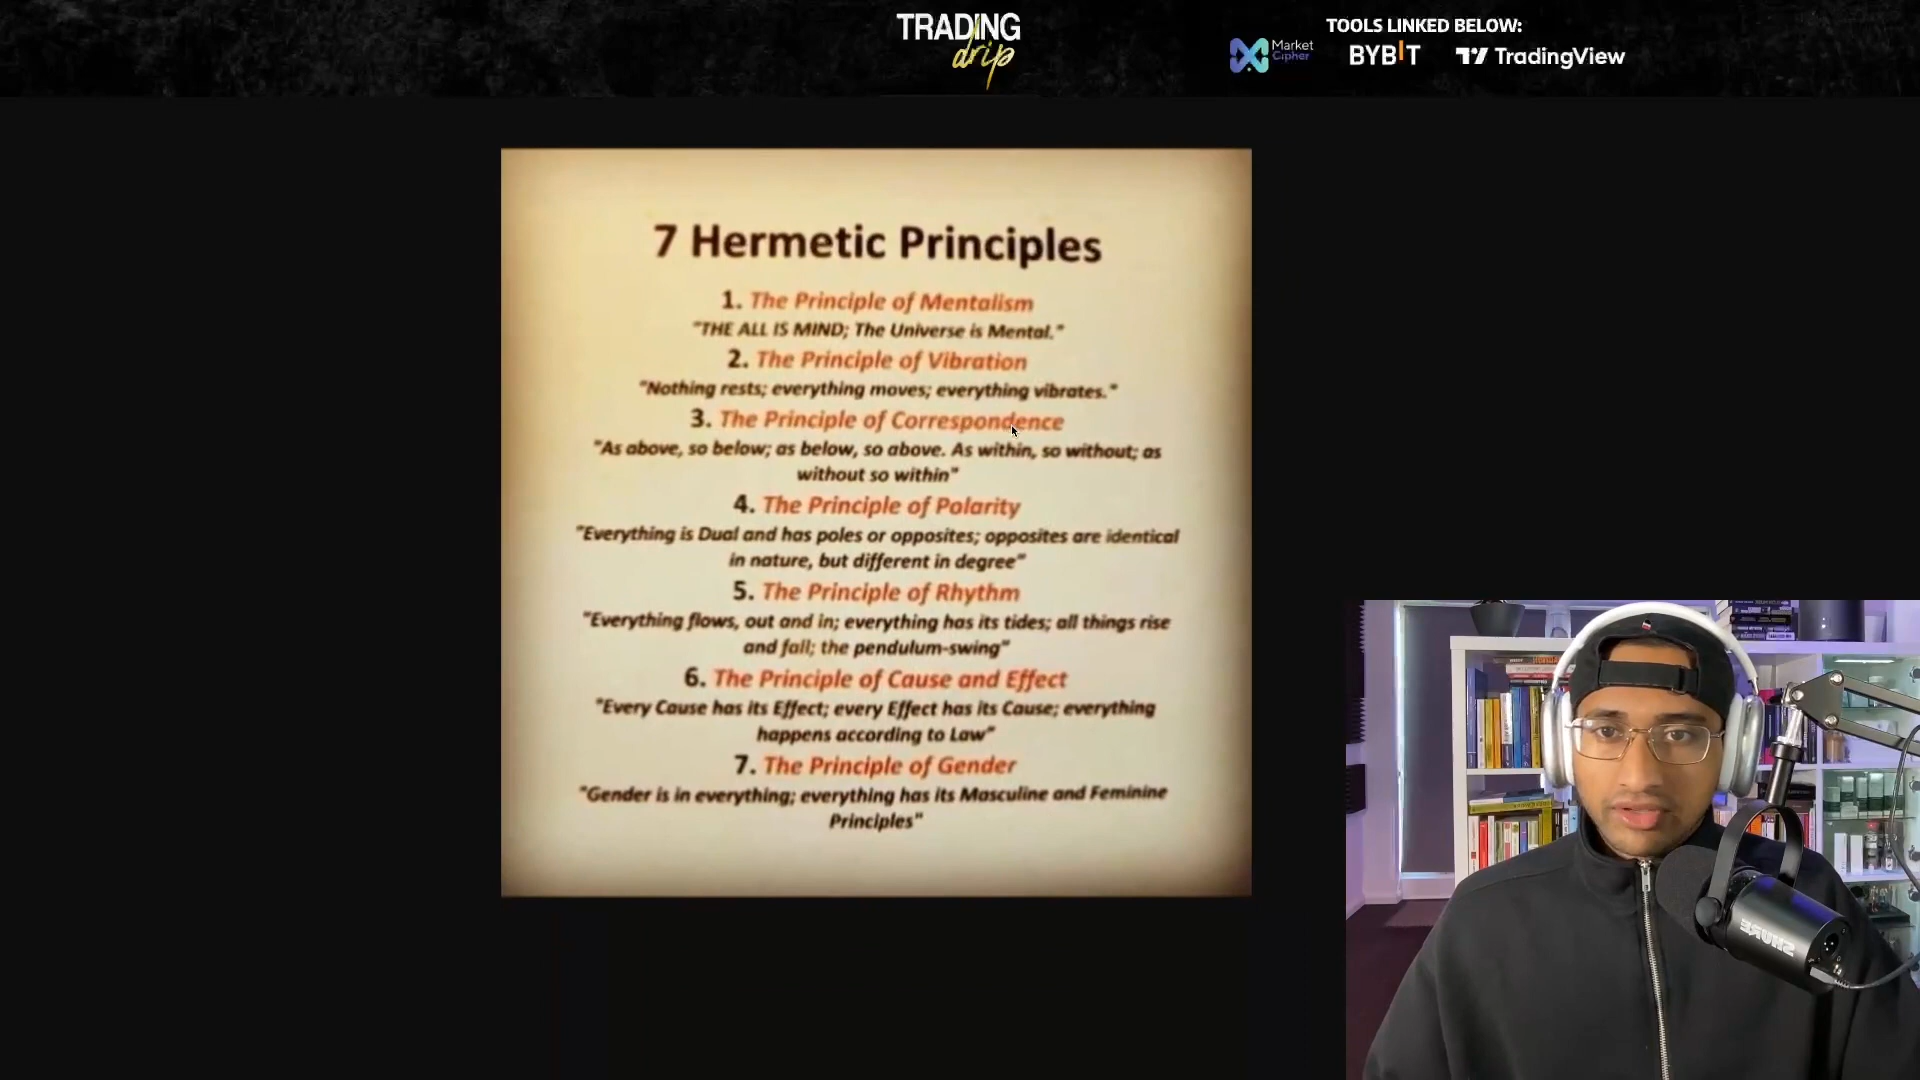 TRADING
drip
TOOLS LINKED BELOW:
Market
Cipher
BYBIT
TradingView
7 Hermetic Principles
1. The Principle of Mentalism
"THE ALL IS MIND; The Universe is Mental."
2. The Principle of Vibration
"Nothing rests; everything moves; everything vibrates."
3. The Principle of Correspondence
"As above, so below; as below, so above. As within, so without; as
without so within"
4. The Principle of Polarity
"Everything is Dual and has poles or opposites; opposites are identical
in nature, but different in degree"
5. The Principle of Rhythm
"Everything flows, out and in; everything has its tides; all things rise
and fall; the pendulum-swing"
6. The Principle of Cause and Effect
"Every Cause has its Effect; every Effect has its Cause; everything
happens according to Law"
7. The Principle of Gender
"Gender is in everything; everything has its Masculine and Feminine
Principles"
SHURE